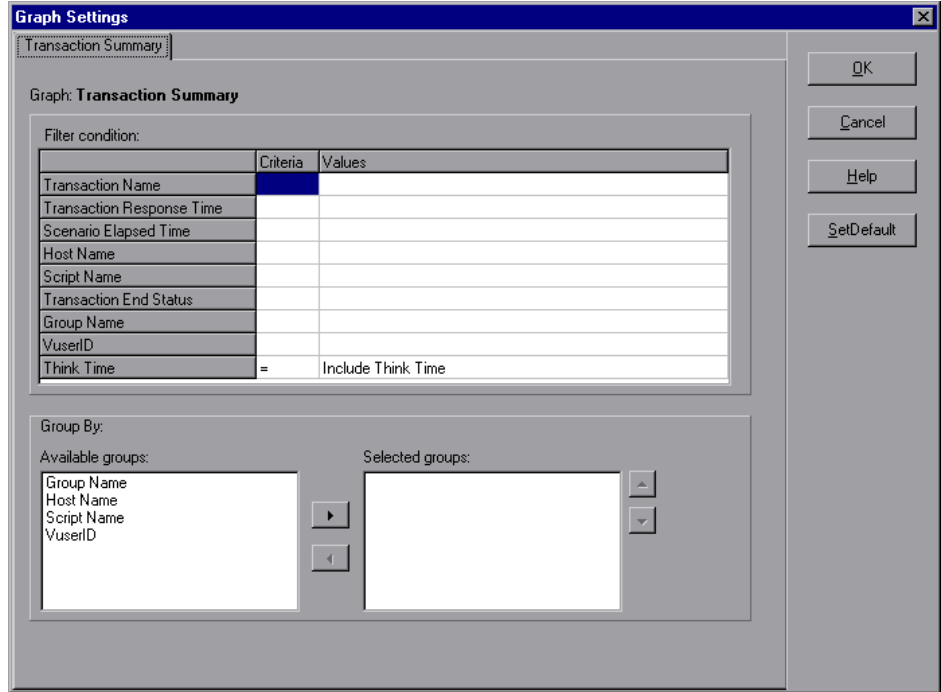 Graph Settings
Transaction Summary
Graph: Transaction Summary
Filter condition:
Criteria Values
Transaction Name
Transaction Response Time
Scenario Elapsed Time
Host Name
Script Name
Transaction End Status
Group Name
VuserID
Think Time = Include Think Time
Group By:
Available groups: Selected groups:
Group Name
Host Name
Script Name
VuserID
OK
Cancel
Help
SetDefault